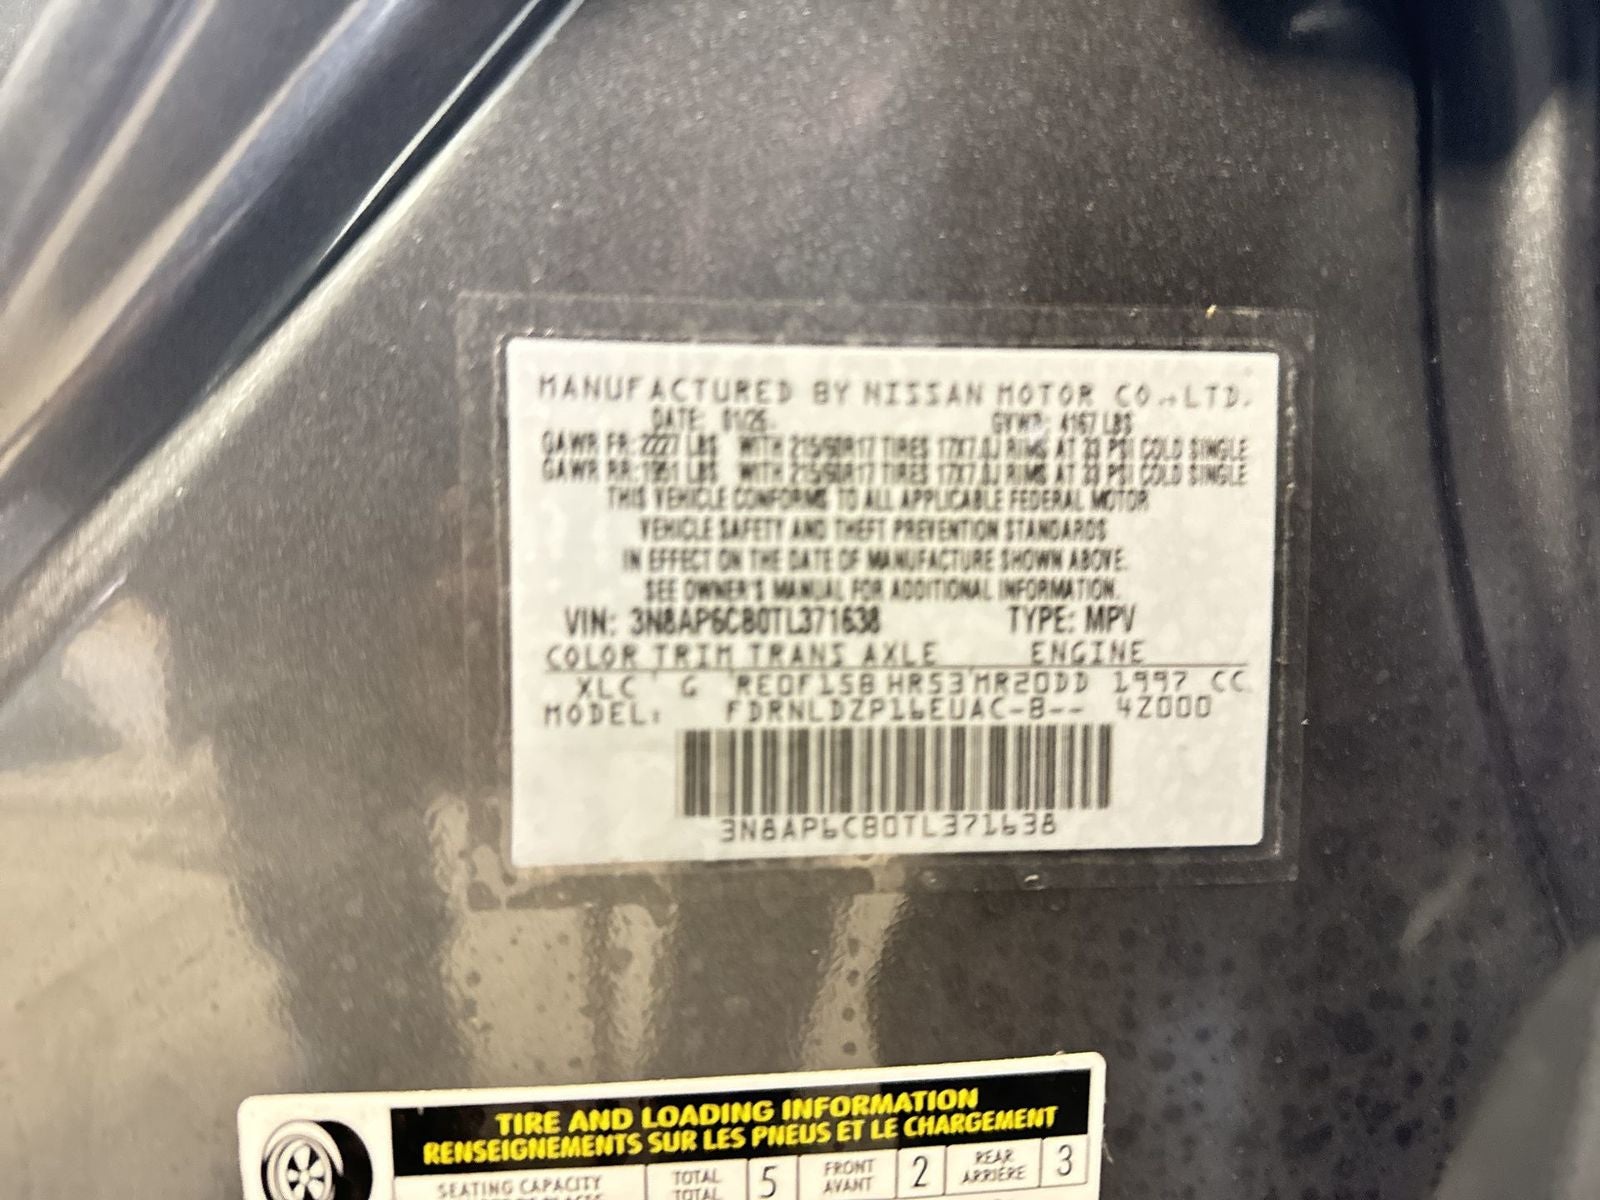 MANUFACTURED BY NISSAN MOTOR CO.,LTD.
DATE: GVWR: 4167 LBS
GAWR FR: 2227 LBS WITH 215/60R17 TIRES 17X7.0J RIMS AT 33 PSI COLD SINGLE
GAWR RR: 1951 LBS WITH 215/60R17 TIRES 17X7.0J RIMS AT 33 PSI COLD SINGLE
THIS VEHICLE CONFORMS TO ALL APPLICABLE FEDERAL MOTOR
VEHICLE SAFETY AND THEFT PREVENTION STANDARDS
IN EFFECT ON THE DATE OF MANUFACTURE SHOWN ABOVE.
SEE OWNER'S MANUAL FOR ADDITIONAL INFORMATION.
VIN: 3N8AP6CB0TL371638 TYPE: MPV
COLOR TRIM TRANS AXLE ENGINE
XLC G RE0F15B HR53 MR20DD 1997 CC
MODEL: FDRNLDZP16EUAC-B-- 4Z000
3N8AP6CB0TL371638
TIRE AND LOADING INFORMATION
RENSEIGNEMENTS SUR LES PNEUS ET LE CHARGEMENT
SEATING CAPACITY TOTAL 5 FRONT 2 REAR 3
TOTAL AVANT ARRIÈRE